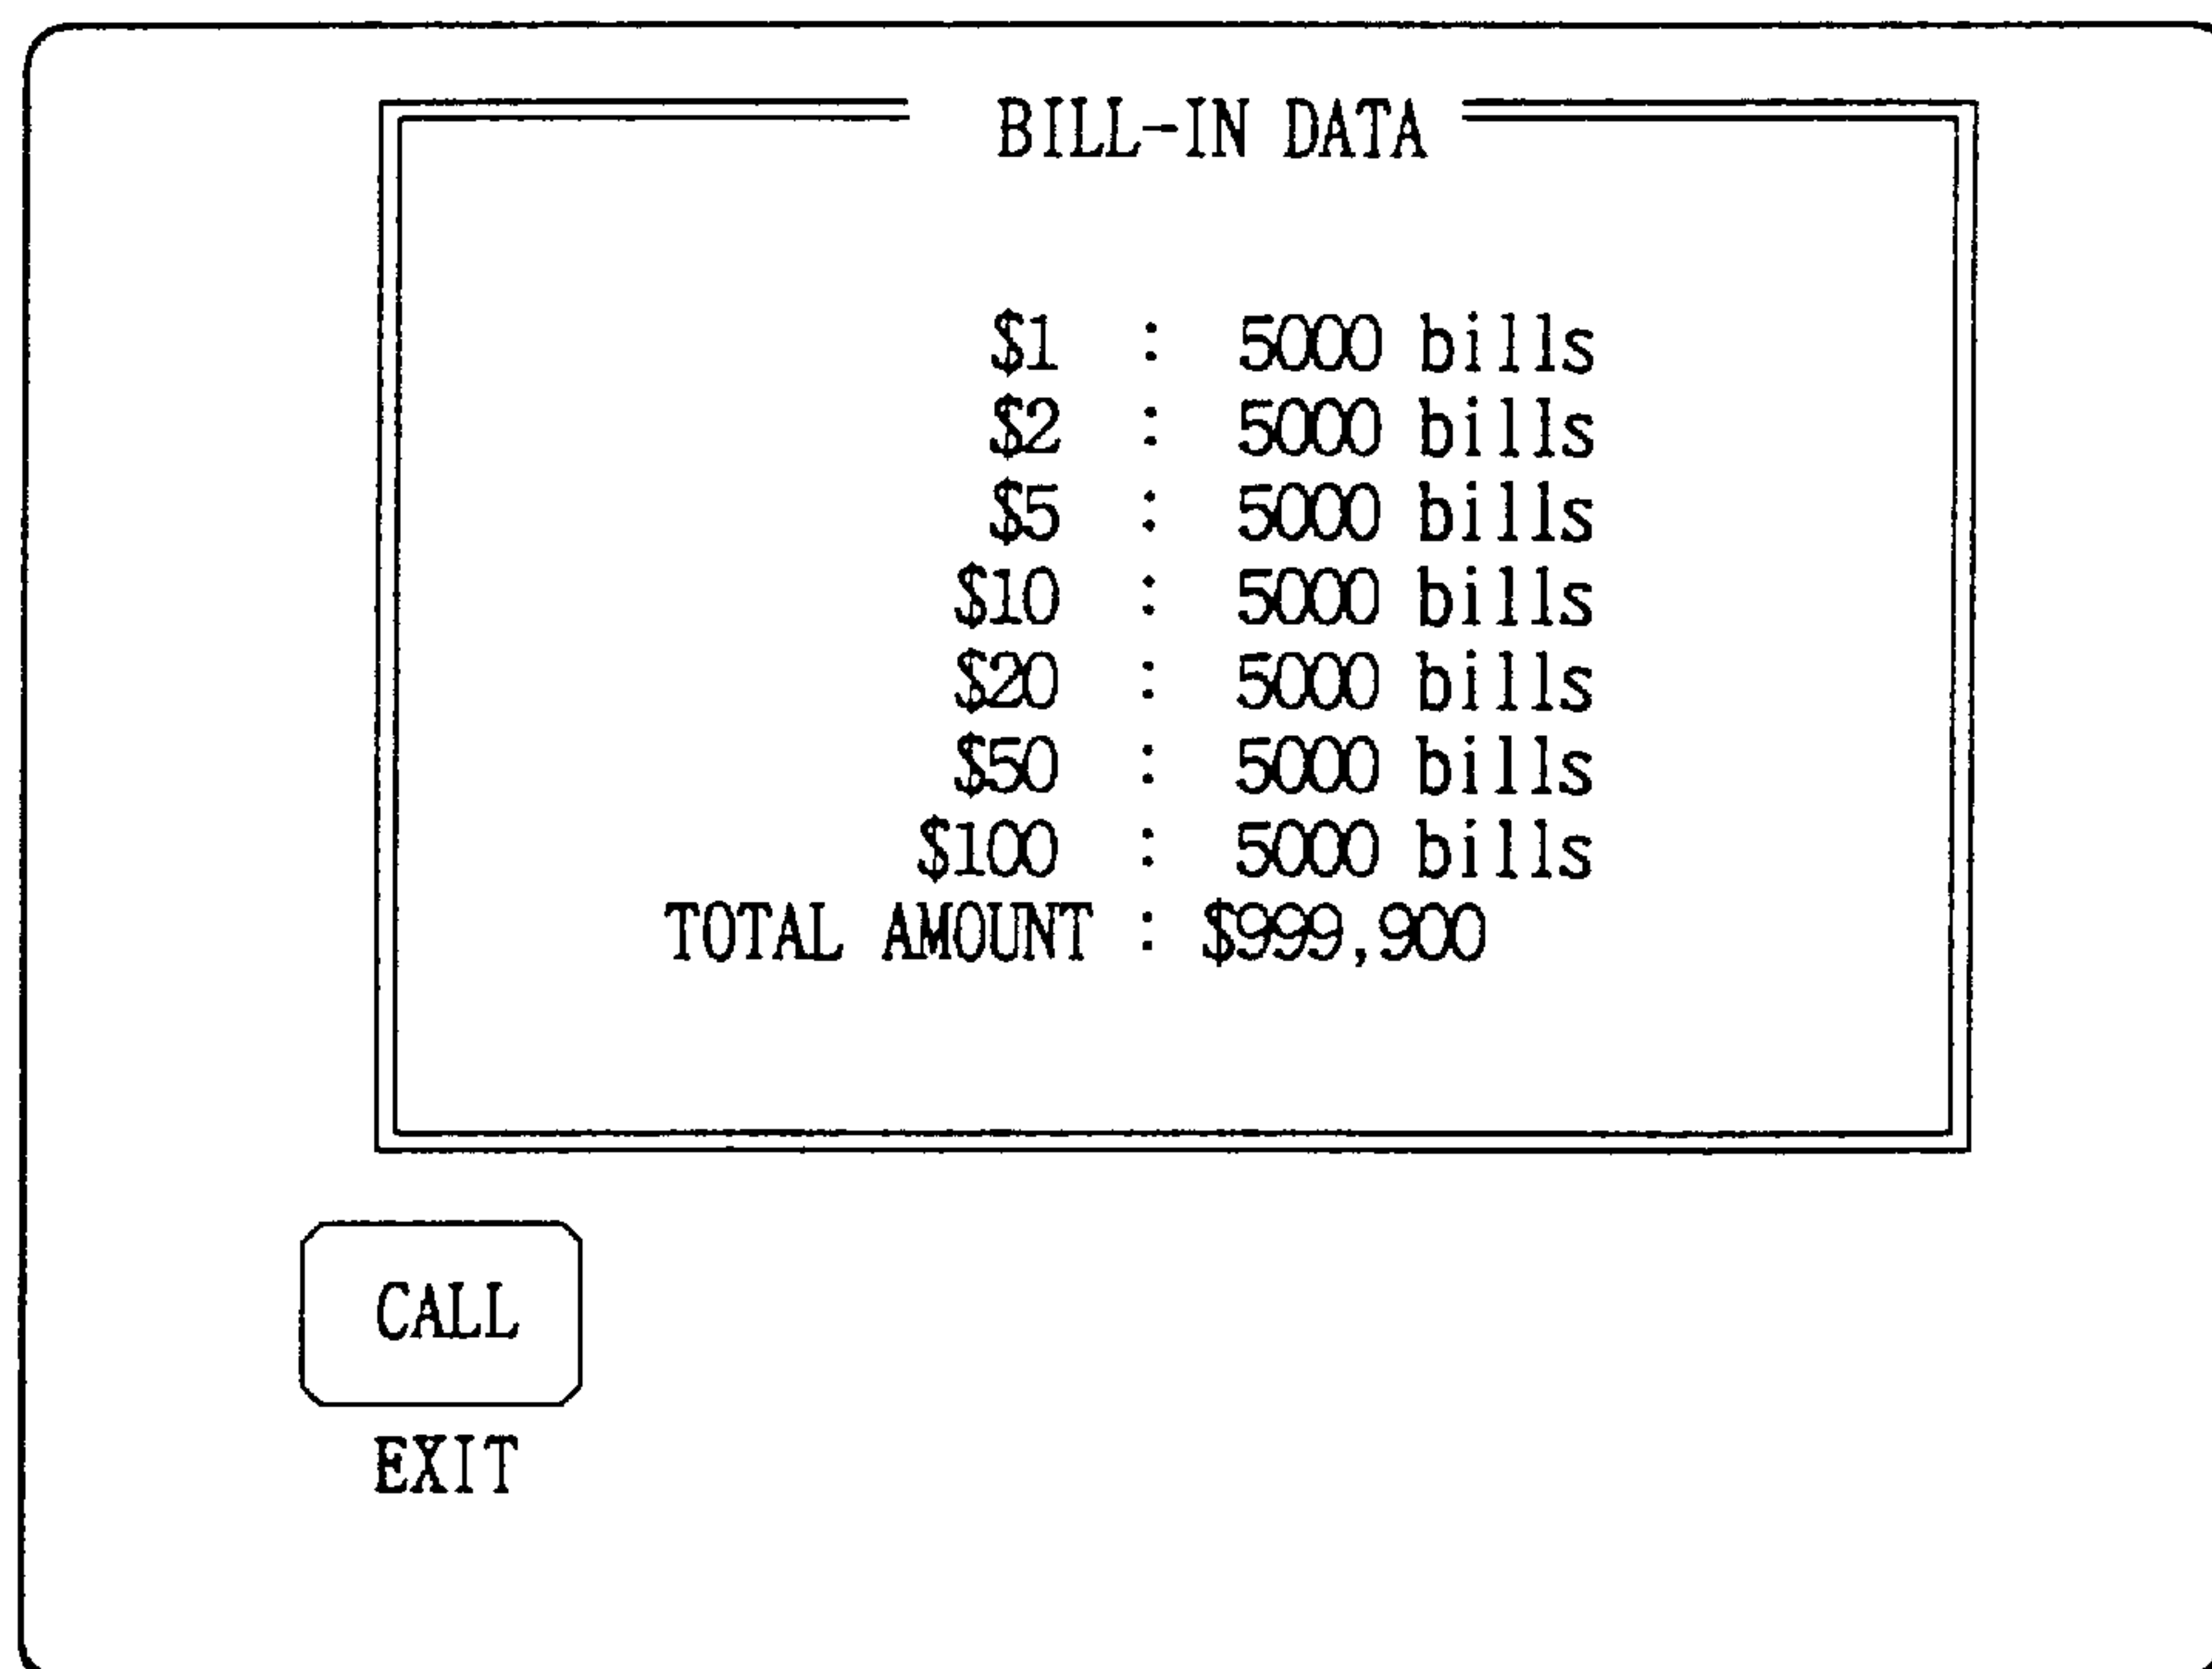 BILL-IN DATA
$1 : 5000 bills
$2 : 5000 bills
$5 : 5000 bills
$10 : 5000 bills
$20 : 5000 bills
$50 : 5000 bills
$100 : 5000 bills
TOTAL AMOUNT : $999,900
CALL
EXIT